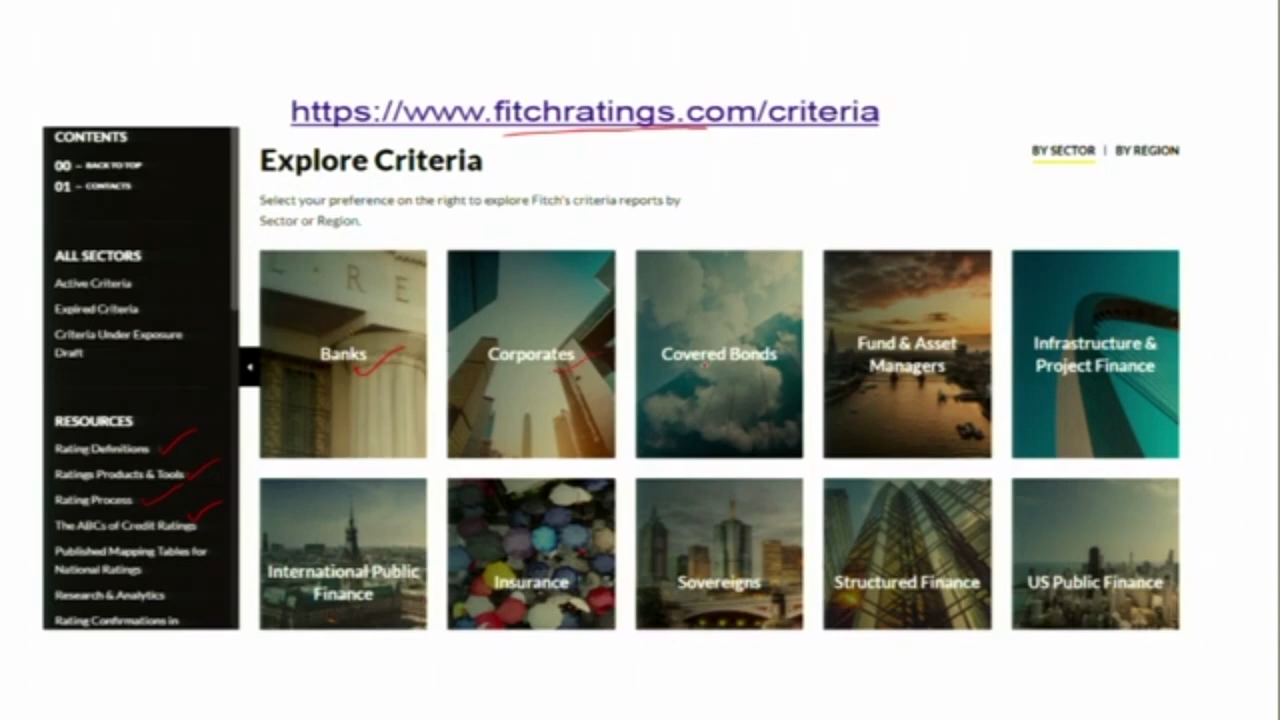 https://www.fitchratings.com/criteria
CONTENTS
00 – BACK TO TOP
01 – CONTACTS
ALL SECTORS
Active Criteria
Expired Criteria
Criteria Under Exposure
Draft
RESOURCES
Rating Definitions
Ratings Products & Tools
Rating Process
The ABCs of Credit Ratings
Published Mapping Tables for
National Ratings
Research & Analytics
Rating Confirmations in
Explore Criteria
BY SECTOR | BY REGION
Select your preference on the right to explore Fitch's criteria reports by
Sector or Region.
L R E
Banks
Corporates
Covered Bonds
Fund & Asset
Managers
Infrastructure &
Project Finance
International Public
Finance
Insurance
Sovereigns
Structured Finance
US Public Finance